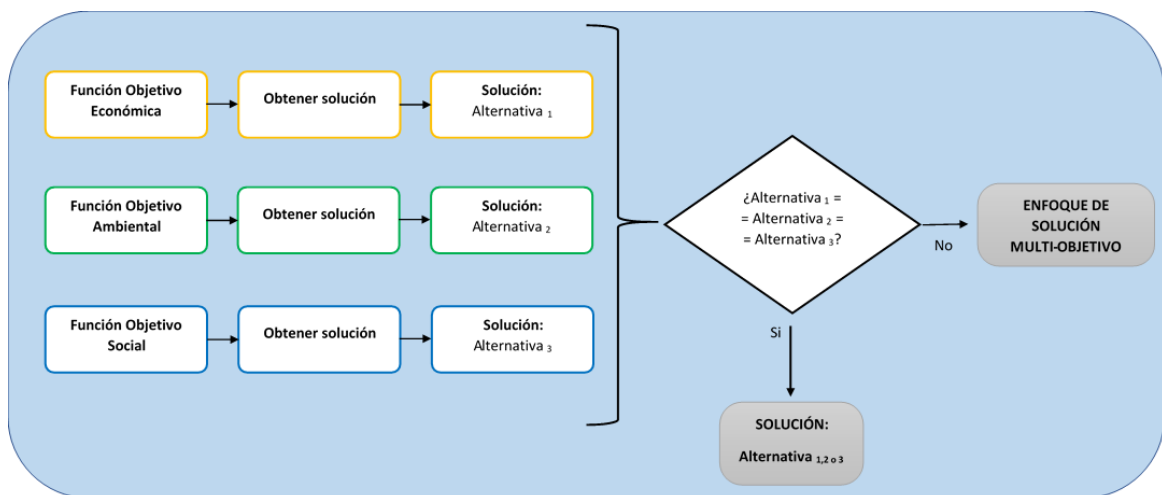 Función Objetivo
Económica
Obtener solución
Solución:
Alternativa 1
Función Objetivo
Ambiental
Obtener solución
Solución:
Alternativa 2
Función Objetivo
Social
Obtener solución
Solución:
Alternativa 3
¿Alternativa 1 =
= Alternativa 2 =
= Alternativa 3?
No
ENFOQUE DE
SOLUCIÓN
MULTI-OBJETIVO
Si
SOLUCIÓN:
Alternativa 1,2 o 3